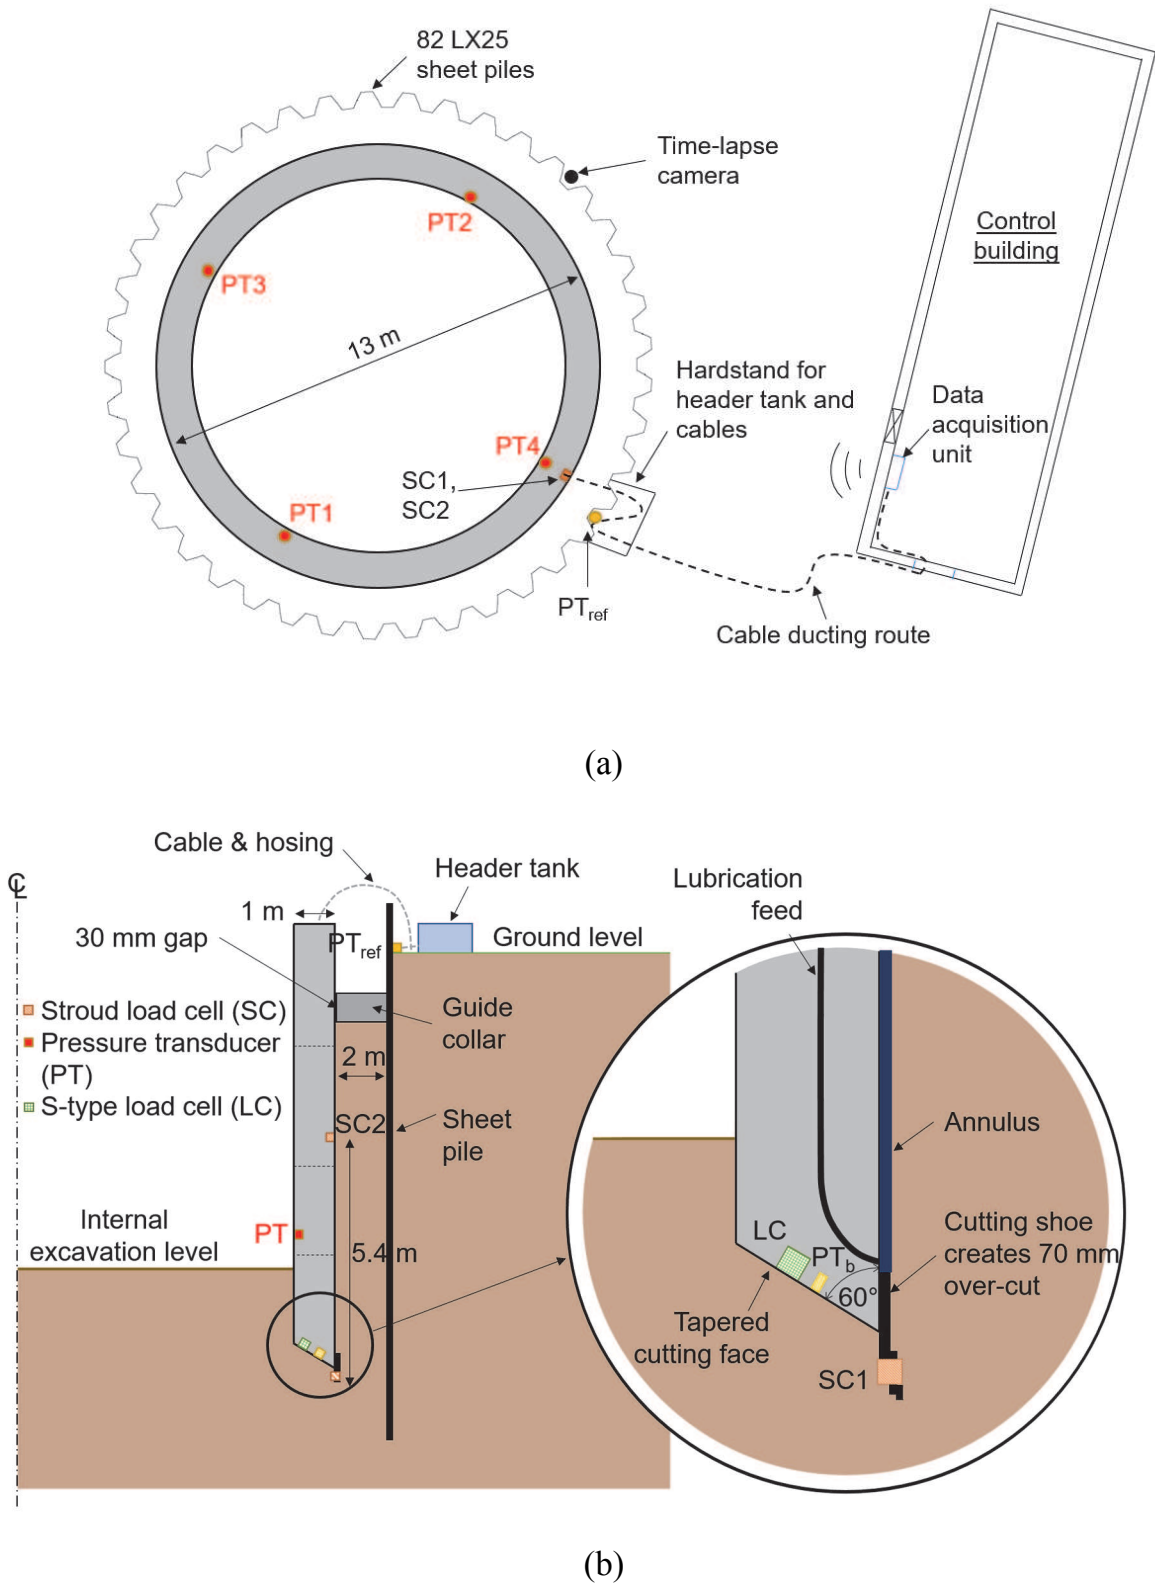 82 LX25
sheet piles
Time-lapse
camera
PT2
Control
building
PT3
13 m
Hardstand for
header tank and
cables
Data
acquisition
unit
PT4
SC1,
SC2
PT1
PTref
Cable ducting route
(a)
Cable & hosing
Header tank
Lubrication
feed
℄
1 m
30 mm gap
PTref
Ground level
Stroud load cell (SC)
Pressure transducer
(PT)
S-type load cell (LC)
Guide
collar
2 m
SC2
Sheet
pile
Annulus
Internal
excavation level
PT
5.4 m
LC
PTb
60°
Cutting shoe
creates 70 mm
over-cut
Tapered
cutting face
SC1
(b)